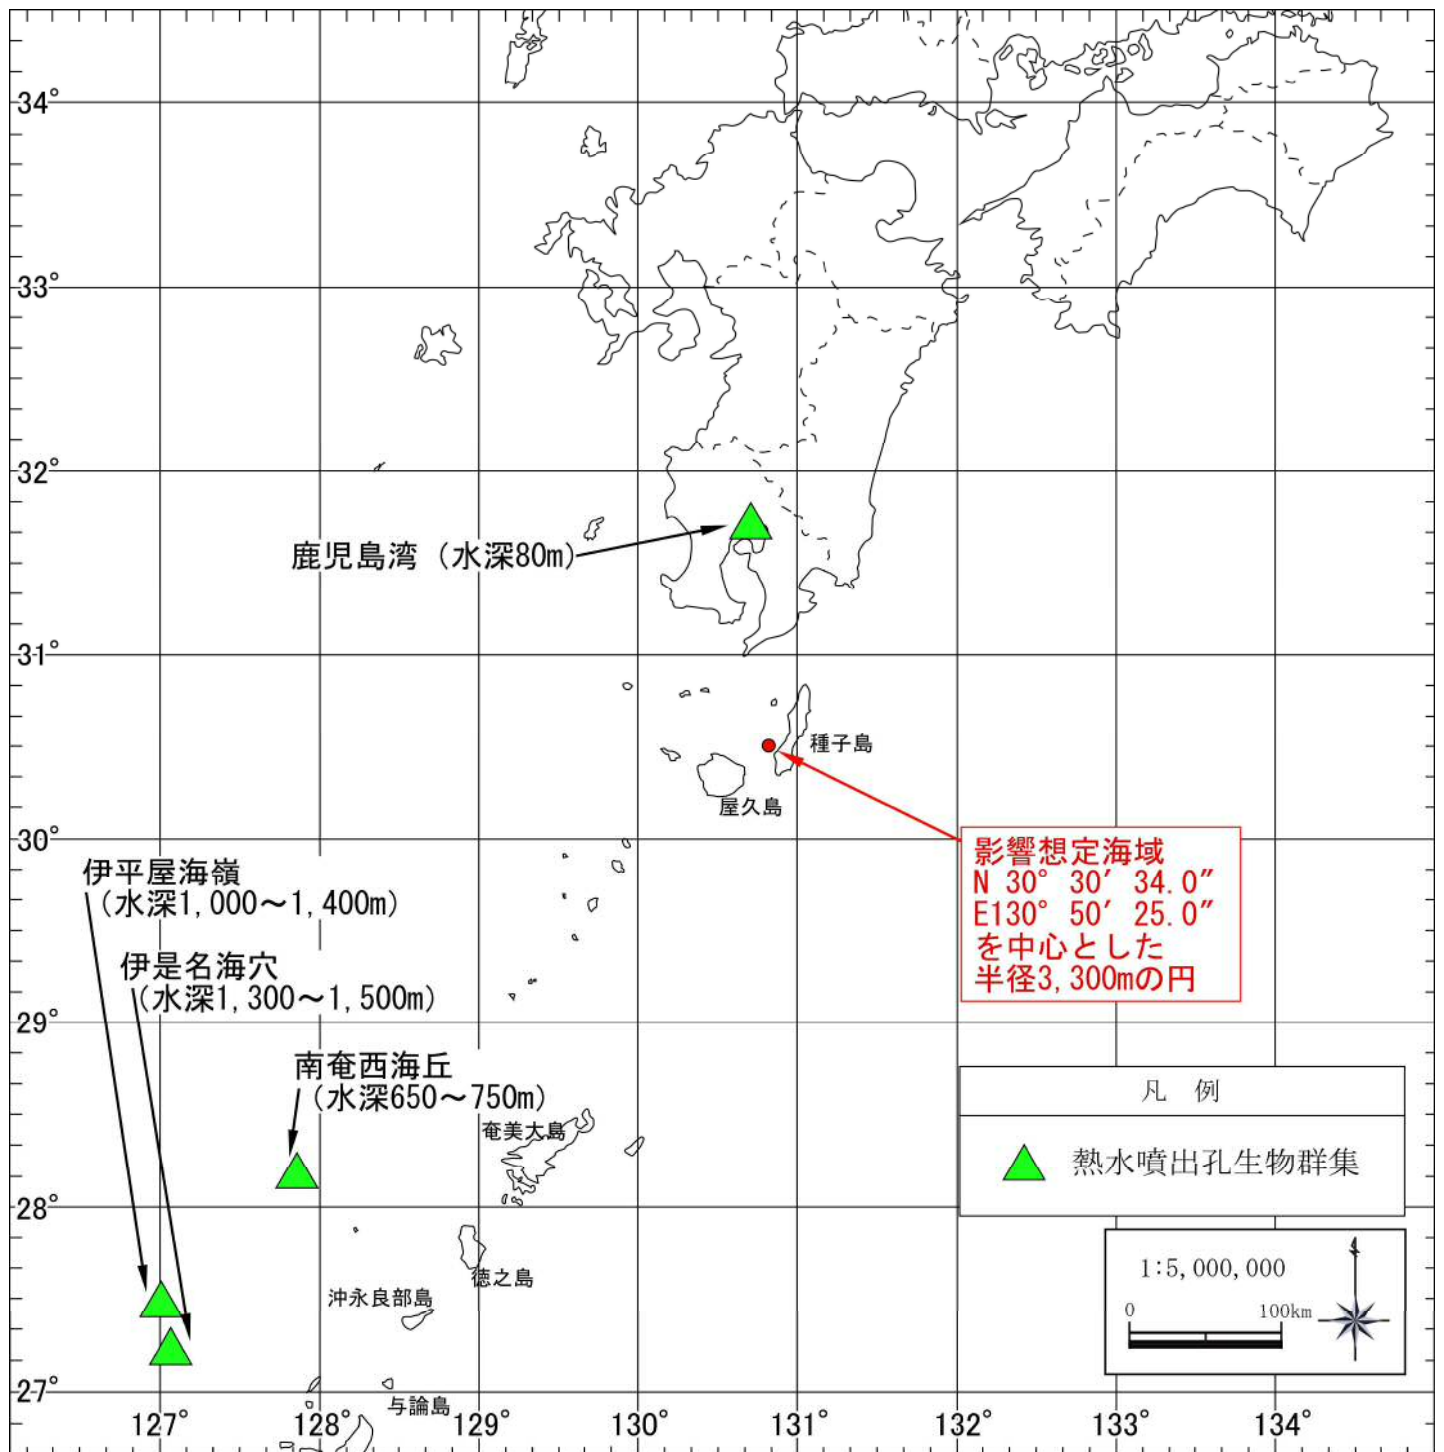 34°
33°
32°
鹿児島湾（水深80m）
31°
種子島
屋久島
30°
影響想定海域
N 30° 30′ 34.0″
E130° 50′ 25.0″
を中心とした
半径3,300mの円
伊平屋海嶺
（水深1,000～1,400m）
伊是名海穴
（水深1,300～1,500m）
29°
南奄西海丘
（水深650～750m）
奄美大島
凡 例
熱水噴出孔生物群集
28°
徳之島
沖永良部島
1:5,000,000
0 100km
27°
与論島
127° 128° 129° 130° 131° 132° 133° 134°